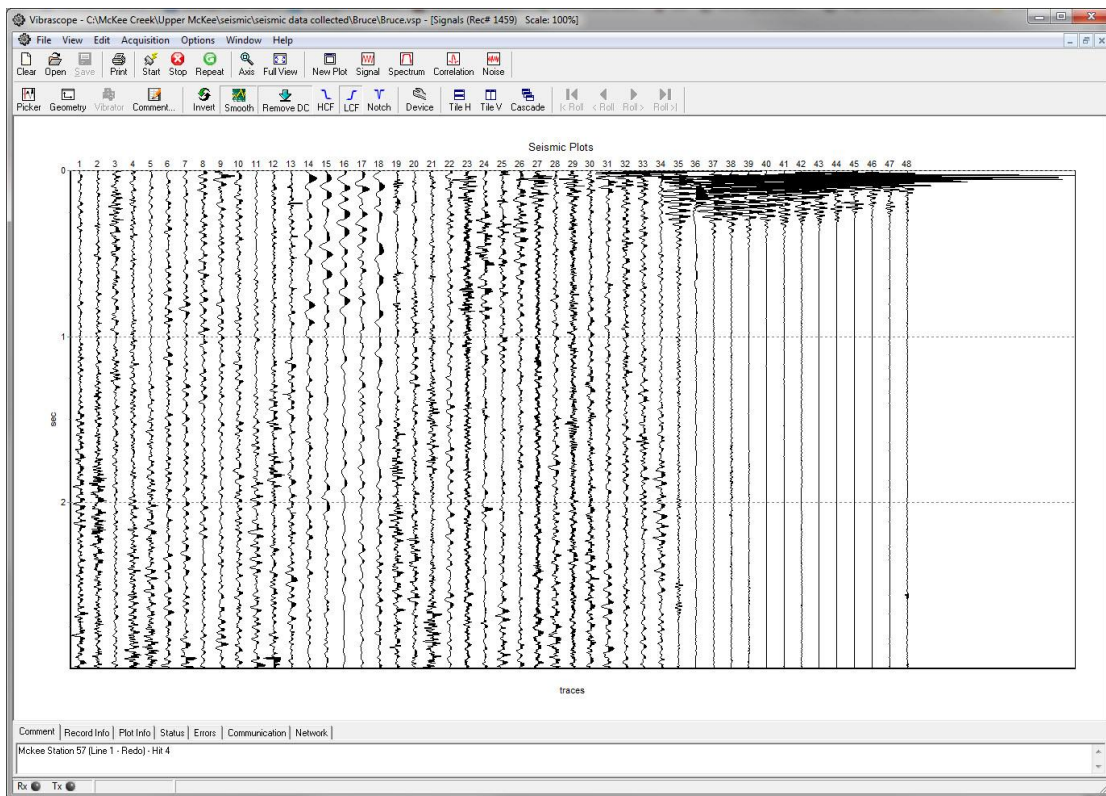 Vibrascope - C:\McKee Creek\Upper McKee\seismic\seismic data collected\Bruce\Bruce.vsp - [Signals (Rec# 1459) Scale: 100%]
File View Edit Acquisition Options Window Help
Clear Open Save Print Start Stop Repeat Axis Full View New Plot Signal Spectrum Correlation Noise
Picker Geometry Vibrator Comment... Invert Smooth Remove DC HCF LCF Notch Device Tile H Tile V Cascade |< Roll < Roll Roll > Roll >|
Seismic Plots
1 2 3 4 5 6 7 8 9 10 11 12 13 14 15 16 17 18 19 20 21 22 23 24 25 26 27 28 29 30 31 32 33 34 35 36 37 38 39 40 41 42 43 44 45 46 47 48
0
1
sec
2
traces
Comment Record Info Plot Info Status Errors Communication Network
Mckee Station 57 (Line 1 - Redo) - Hit 4
Rx Tx